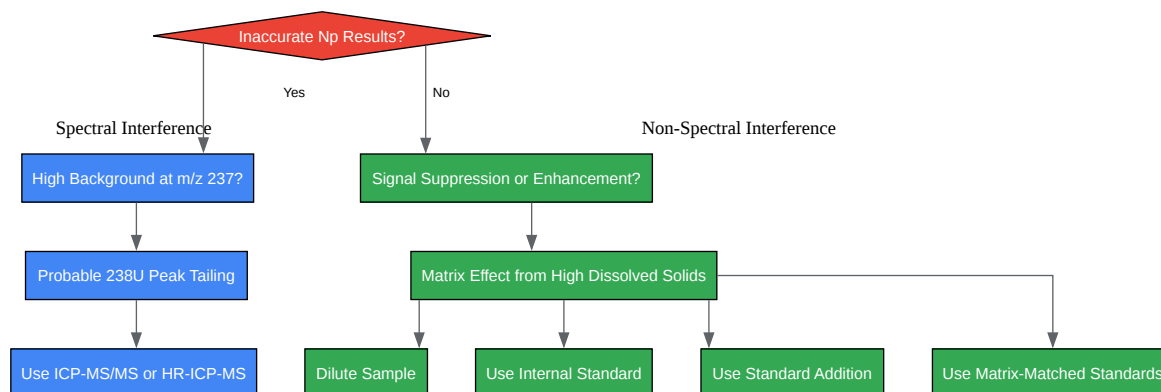 Inaccurate Np Results?
Yes
No
Spectral Interference
Non-Spectral Interference
High Background at m/z 237?
Signal Suppression or Enhancement?
Probable 238U Peak Tailing
Matrix Effect from High Dissolved Solids
Use ICP-MS/MS or HR-ICP-MS
Dilute Sample
Use Internal Standard
Use Standard Addition
Use Matrix-Matched Standards